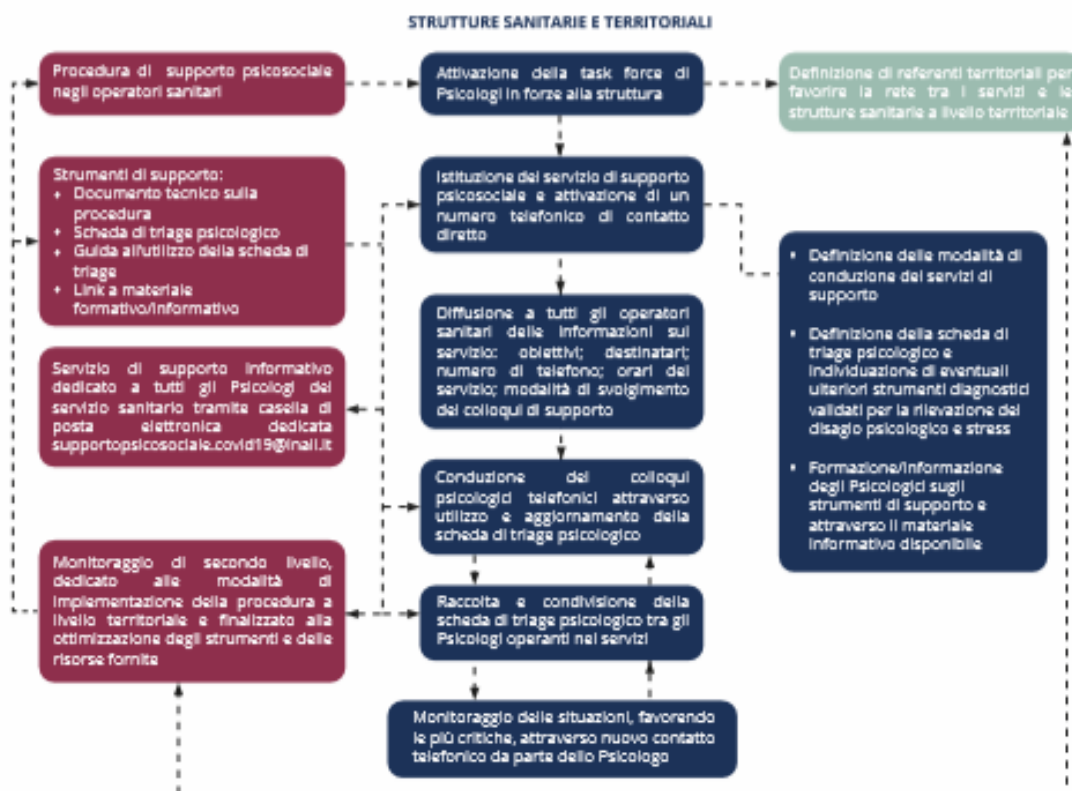 STRUTTURE SANITARIE E TERRITORIALI
Procedura di supporto psicosociale
negli operatori sanitari
Attivazione della task force di
Psicologi in forze alla struttura
Definizione di referenti territoriali per
favorire la rete tra i servizi e le
strutture sanitarie a livello territoriale
Strumenti di supporto:
• Documento tecnico sulla
procedura
• Scheda di triage psicologico
• Guida all'utilizzo della scheda di
triage
• Link a materiale
formativo/informativo
Istituzione del servizio di supporto
psicosociale e attivazione di un
numero telefonico di contatto
diretto
• Definizione delle modalità di
conduzione dei servizi di
supporto
• Definizione della scheda di
triage psicologico e
individuazione di eventuali
ulteriori strumenti diagnostici
validati per la rilevazione del
disagio psicologico e stress
• Formazione/informazione
degli Psicologici sugli
strumenti di supporto e
attraverso il materiale
informativo disponibile
Diffusione a tutti gli operatori
sanitari delle informazioni sul
servizio: obiettivi; destinatari;
numero di telefono; orari del
servizio; modalità di svolgimento
dei colloqui di supporto
Servizio di supporto informativo
dedicato a tutti gli Psicologi del
servizio sanitario tramite casella di
posta elettronica dedicata
supportopsicosociale.covid19@inail.it
Conduzione dei colloqui
psicologici telefonici attraverso
utilizzo e aggiornamento della
scheda di triage psicologico
Monitoraggio di secondo livello,
dedicato alle modalità di
implementazione della procedura a
livello territoriale e finalizzato alla
ottimizzazione degli strumenti e delle
risorse fornite
Raccolta e condivisione della
scheda di triage psicologico tra gli
Psicologi operanti nei servizi
Monitoraggio delle situazioni, favorendo
le più critiche, attraverso nuovo contatto
telefonico da parte dello Psicologo